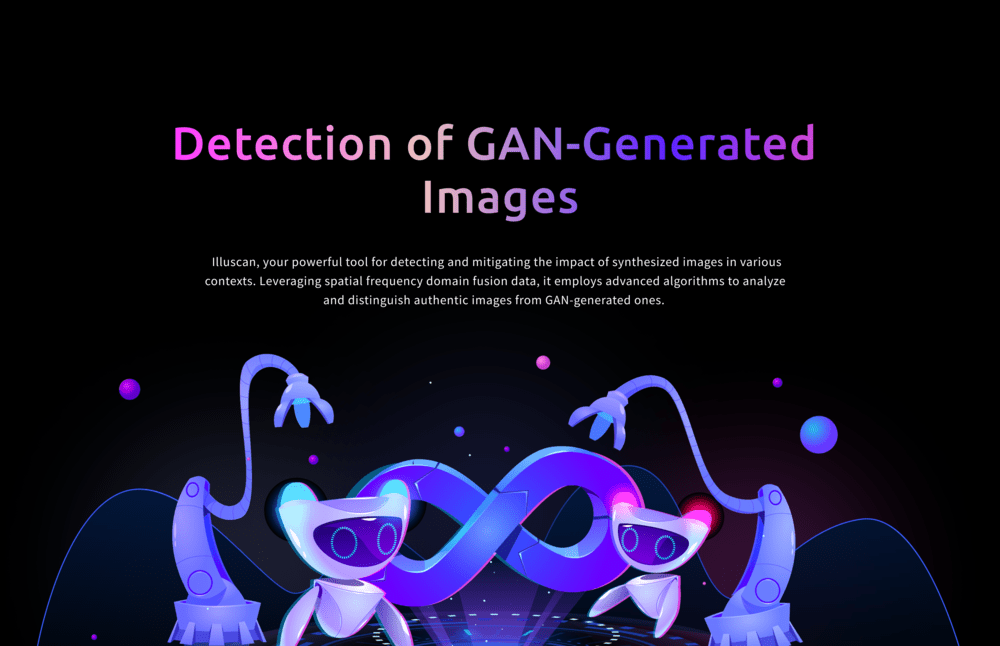 Detection of GAN-Generated
Images
Illuscan, your powerful tool for detecting and mitigating the impact of synthesized images in various
contexts. Leveraging spatial frequency domain fusion data, it employs advanced algorithms to analyze
and distinguish authentic images from GAN-generated ones.